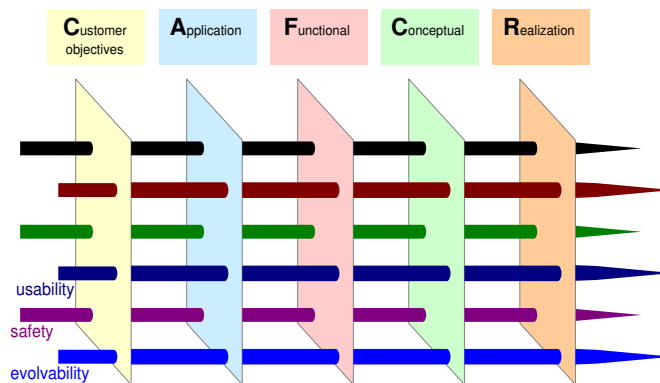 Customer
objectives
Application
Functional
Conceptual
Realization
usability
safety
evolvability